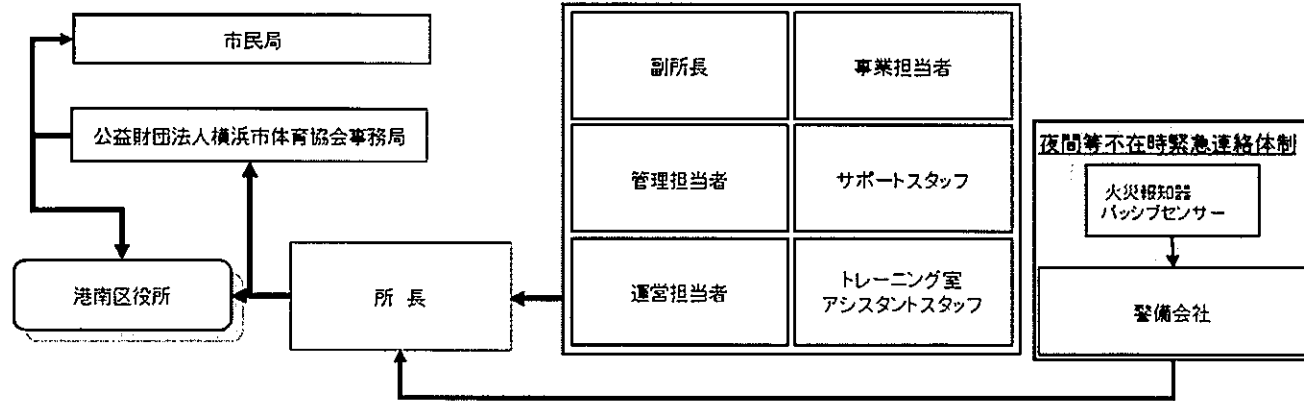 市民局
公益財団法人横浜市体育協会事務局
港南区役所
所 長
副所長
事業担当者
管理担当者
サポートスタッフ
運営担当者
トレーニング室
アシスタントスタッフ
夜間等不在時緊急連絡体制
火災報知器
パッシブセンサー
警備会社